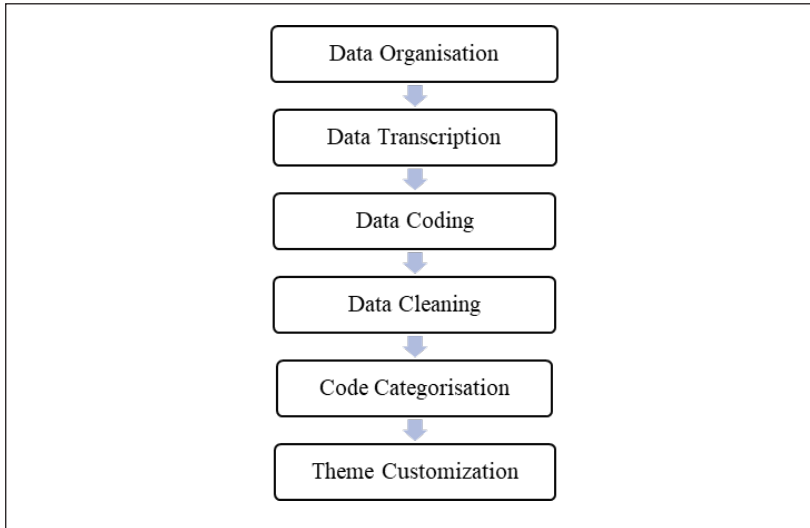 Data Organisation
Data Transcription
Data Coding
Data Cleaning
Code Categorisation
Theme Customization